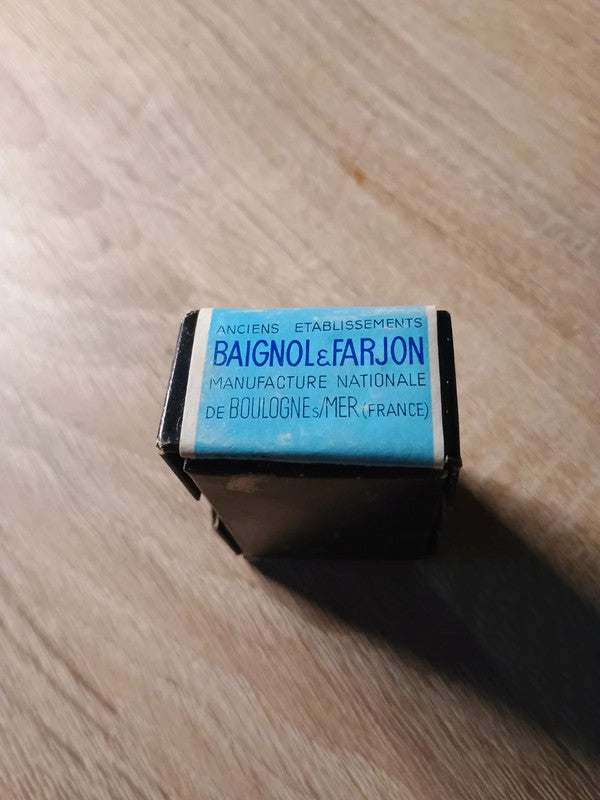 ANCIENS ETABLISSEMENTS
BAIGNOL & FARJON
MANUFACTURE NATIONALE
DE BOULOGNE s/MER (FRANCE)